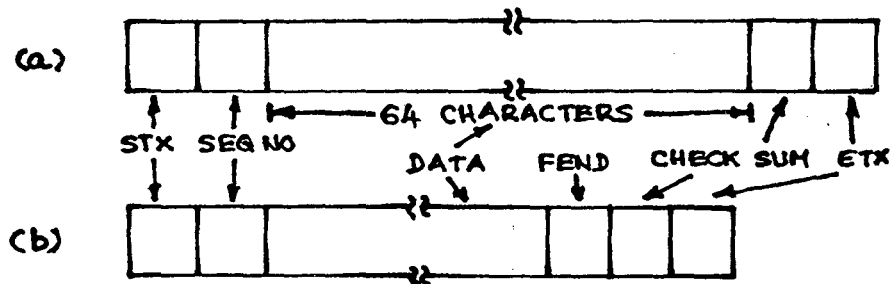 (a)
64 CHARACTERS
STX SEQ NO
DATA FEND CHECK SUM ETX
(b)